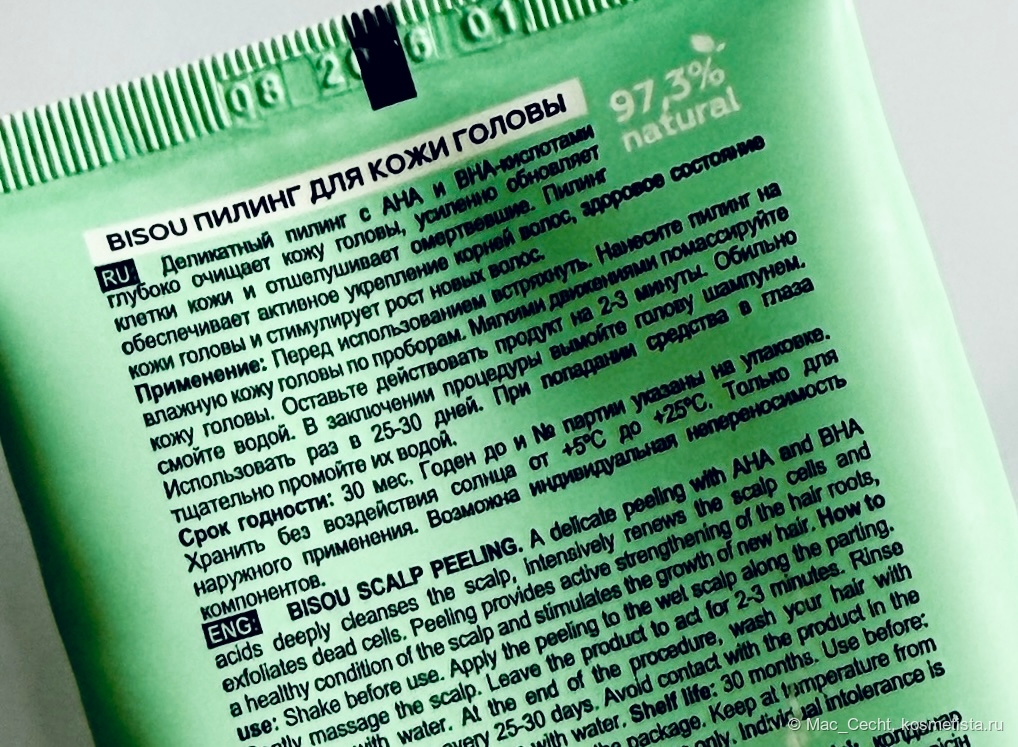 08 20 6 01
97,3%
natural
BISOU ПИЛИНГ ДЛЯ КОЖИ ГОЛОВЫ
RU: Деликатный пилинг с AHA и BHA-кислотами
глубоко очищает кожу головы, усиленно обновляет
клетки кожи и отшелушивает омертвевшие. Пилинг
обеспечивает активное укрепление корней волос, здоровое состояние
кожи головы и стимулирует рост новых волос.
Применение: Перед использованием встряхнуть. Нанесите пилинг на
влажную кожу головы по проборам. Мягкими движениями помассируйте
кожу головы. Оставьте действовать продукт на 2-3 минуты. Обильно
смойте водой. В заключении процедуры вымойте голову шампунем.
Использовать раз в 25-30 дней. При попадании средства в глаза
тщательно промойте их водой.
Срок годности: 30 мес. Годен до и № партии указаны на упаковке.
Хранить без воздействия солнца от +5°C до +25°C. Только для
наружного применения. Возможна индивидуальная непереносимость
компонентов.
ENG: BISOU SCALP PEELING. A delicate peeling with AHA and BHA
acids deeply cleanses the scalp, intensively renews the scalp cells and
exfoliates dead cells. Peeling provides active strengthening of the hair roots,
a healthy condition of the scalp and stimulates the growth of new hair. How to
use: Shake before use. Apply the peeling to the wet scalp along the parting.
massage the scalp. Leave the product to act for 2-3 minutes. Rinse
with water. At the end of the procedure, wash your hair with
every 25-30 days. Avoid contact with the product in the
with water. Shelf life: 30 months. Use before:
the package. Keep at temperature from
only. Individual intolerance is
© Mac_Cecht, kosmetista.ru